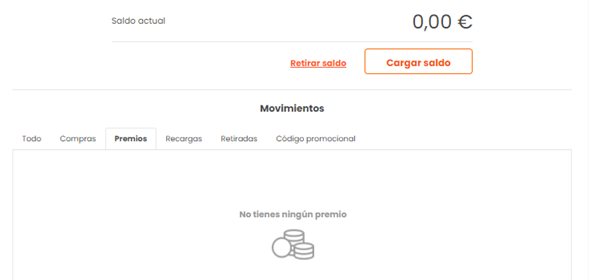 Saldo actual 0,00 €
Retirar saldo Cargar saldo
Movimientos
Todo Compras Premios Recargas Retiradas Código promocional
No tienes ningún premio